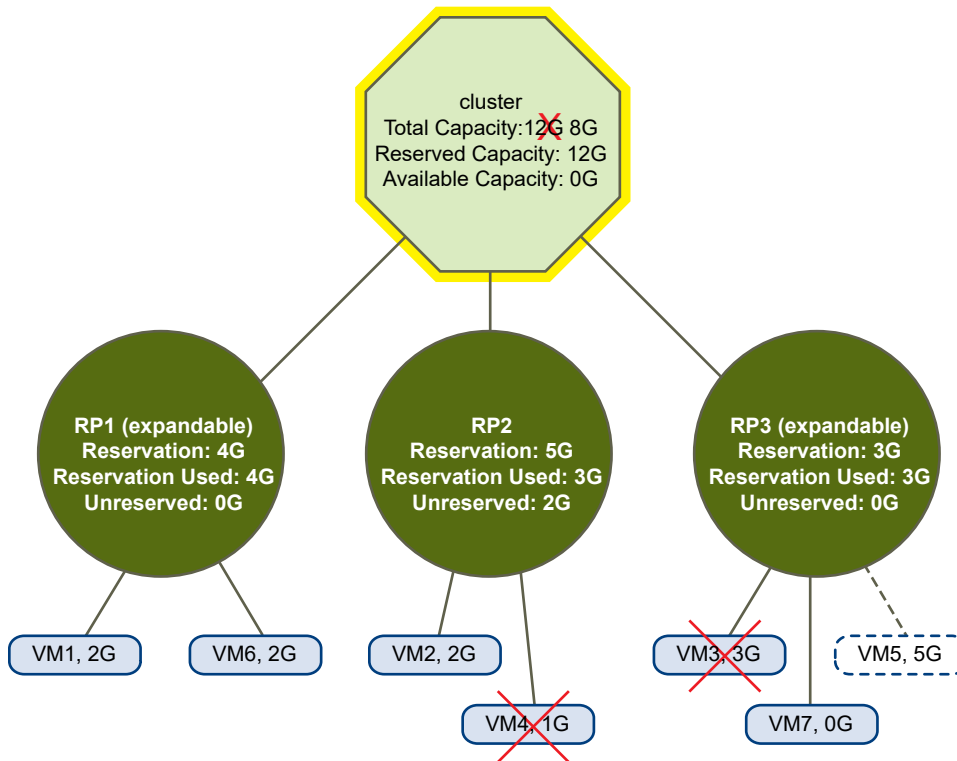 cluster
Total Capacity:12G 8G
Reserved Capacity: 12G
Available Capacity: 0G
RP1 (expandable)
Reservation: 4G
Reservation Used: 4G
Unreserved: 0G
RP2
Reservation: 5G
Reservation Used: 3G
Unreserved: 2G
RP3 (expandable)
Reservation: 3G
Reservation Used: 3G
Unreserved: 0G
VM1, 2G
VM6, 2G
VM2, 2G
VM3, 3G
VM5, 5G
VM4, 1G
VM7, 0G